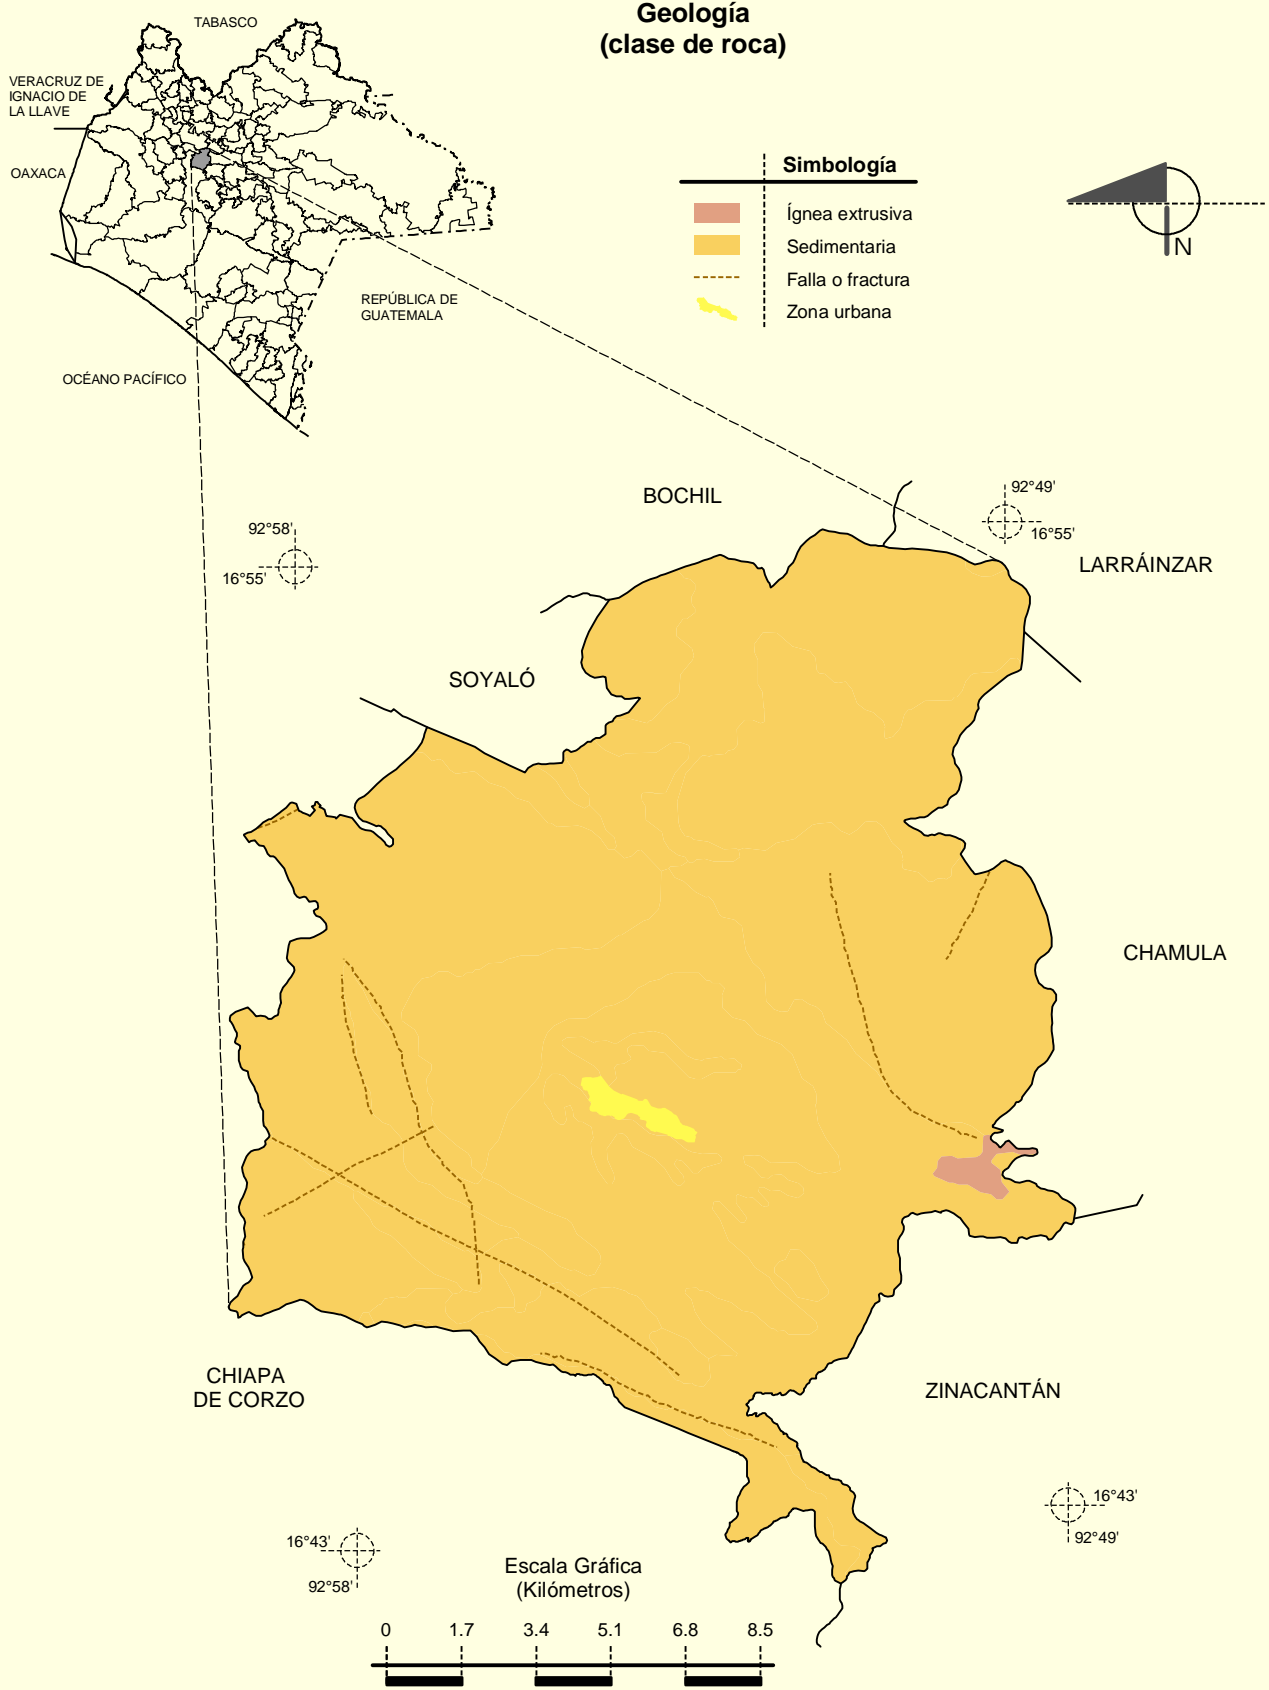 Geología
(clase de roca)
TABASCO
VERACRUZ DE
IGNACIO DE
LA LLAVE
OAXACA
REPÚBLICA DE
GUATEMALA
OCÉANO PACÍFICO
Simbología
Ígnea extrusiva
Sedimentaria
Falla o fractura
Zona urbana
N
BOCHIL
92°49'
16°55'
92°58'
16°55'
LARRÁINZAR
SOYALÓ
CHAMULA
CHIAPA
DE CORZO
ZINACANTÁN
16°43'
92°49'
16°43'
92°58'
Escala Gráfica
(Kilómetros)
0 1.7 3.4 5.1 6.8 8.5